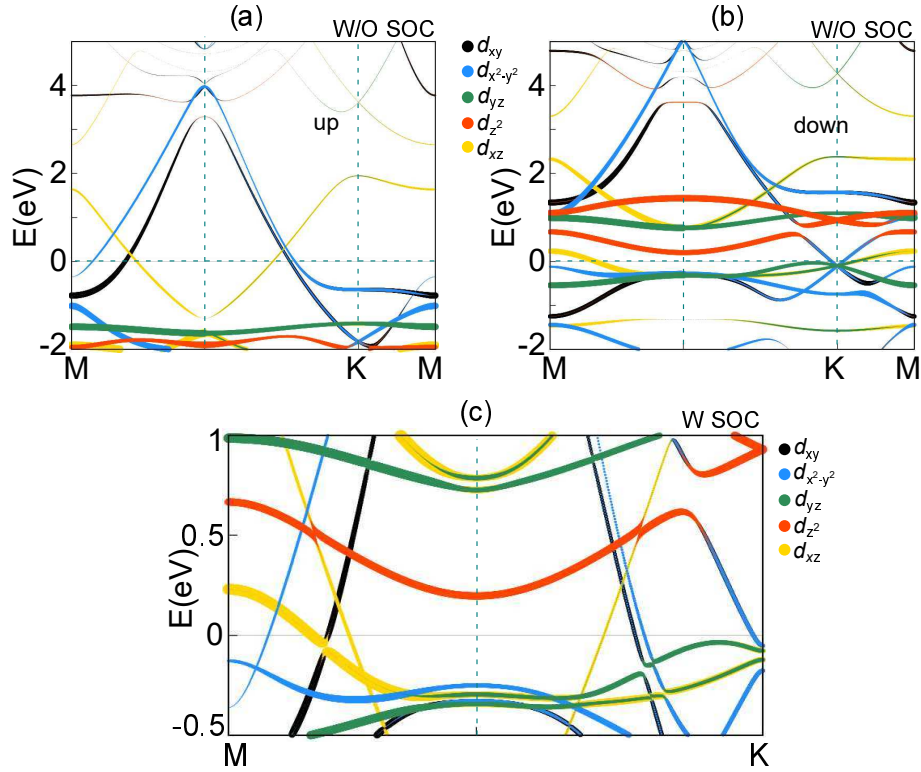 (a)
W/O SOC
E(eV)
4
2
0
-2
up
M
K
M
d_xy
d_x²-y²
d_yz
d_z²
d_xz
(b)
W/O SOC
E(eV)
4
2
0
-2
down
M
K
M
(c)
W SOC
E(eV)
1
0.5
0
-0.5
M
K
d_xy
d_x²-y²
d_yz
d_z²
d_xz